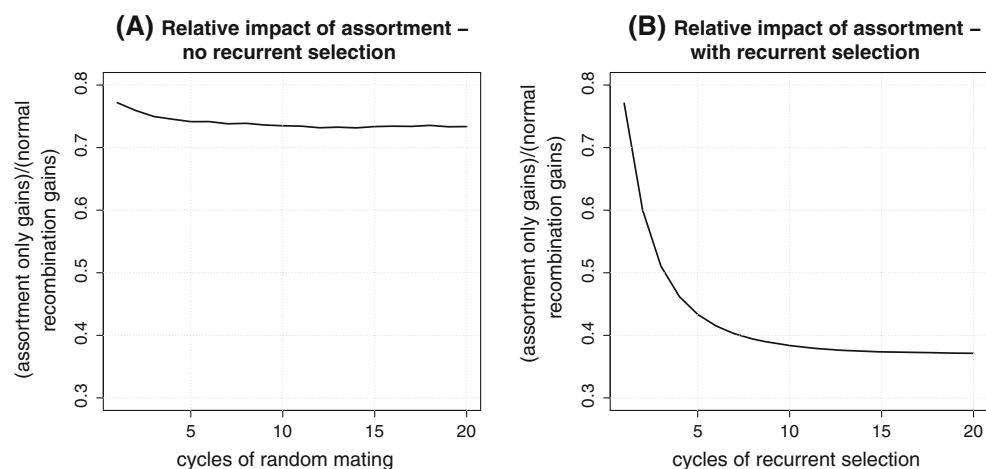 (A) Relative impact of assortment –
no recurrent selection
(assortment only gains)/(normal
recombination gains)
0.8
0.7
0.6
0.5
0.4
0.3
5
10
15
20
cycles of random mating
(B) Relative impact of assortment –
with recurrent selection
(assortment only gains)/(normal
recombination gains)
0.8
0.7
0.6
0.5
0.4
0.3
5
10
15
20
cycles of recurrent selection